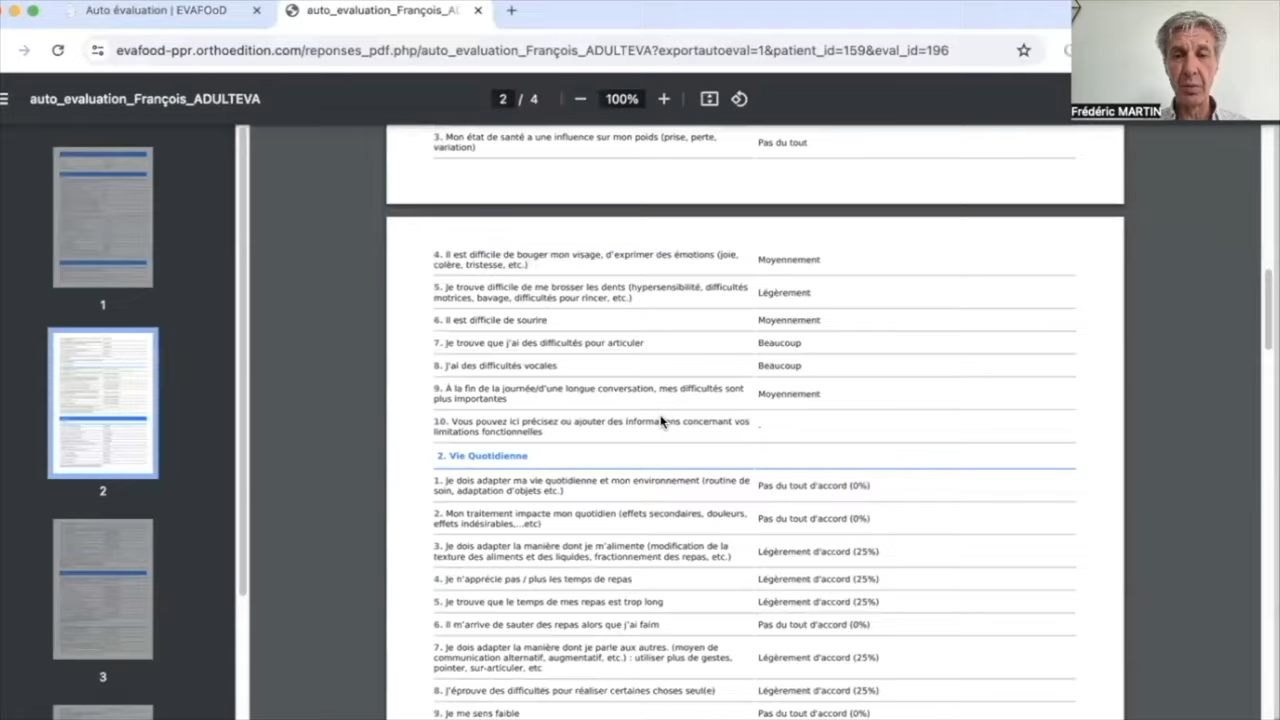 Auto évaluation | EVAFOoD
auto_evaluation_François_AD
evafood-ppr.orthoedition.com/reponses_pdf.php/auto_evaluation_François_ADULTEVA?exportautoeval=1&patient_id=159&eval_id=196
auto_evaluation_François_ADULTEVA
2 / 4
100%
Frédéric MARTIN
3. Mon état de santé a une influence sur mon poids (prise, perte,
variation)
Pas du tout
4. Il est difficile de bouger mon visage, d'exprimer des émotions (joie,
colère, tristesse, etc.)
Moyennement
5. Je trouve difficile de me brosser les dents (hypersensibilité, difficultés
motrices, bavage, difficultés pour rincer, etc.)
Légèrement
6. Il est difficile de sourire
Moyennement
7. Je trouve que j'ai des difficultés pour articuler
Beaucoup
8. J'ai des difficultés vocales
Beaucoup
9. À la fin de la journée/d'une longue conversation, mes difficultés sont
plus importantes
Moyennement
10. Vous pouvez ici précisez ou ajouter des informations concernant vos
limitations fonctionnelles
.
2. Vie Quotidienne
1. Je dois adapter ma vie quotidienne et mon environnement (routine de
soin, adaptation d'objets etc.)
Pas du tout d'accord (0%)
2. Mon traitement impacte mon quotidien (effets secondaires, douleurs,
effets indésirables,...etc)
Pas du tout d'accord (0%)
3. Je dois adapter la manière dont je m'alimente (modification de la
texture des aliments et des liquides, fractionnement des repas, etc.)
Légèrement d'accord (25%)
4. Je n'apprécie pas / plus les temps de repas
Légèrement d'accord (25%)
5. Je trouve que le temps de mes repas est trop long
Légèrement d'accord (25%)
6. Il m'arrive de sauter des repas alors que j'ai faim
Pas du tout d'accord (0%)
7. Je dois adapter la manière dont je parle aux autres. (moyen de
communication alternatif, augmentatif, etc.) : utiliser plus de gestes,
pointer, sur-articuler, etc
Légèrement d'accord (25%)
8. J'éprouve des difficultés pour réaliser certaines choses seul(e)
Légèrement d'accord (25%)
9. Je me sens faible
Pas du tout d'accord (0%)
1
2
3